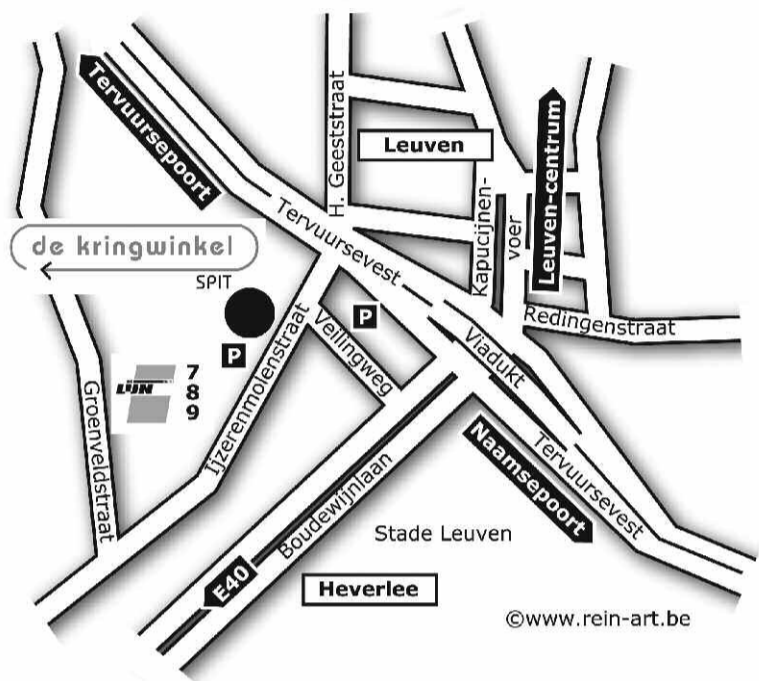 Tervuursepoort
H. Geeststraat
Leuven
Kapucijnen-
voer
Leuven-centrum
Tervuursevest
de kringwinkel
SPIT
P
P
Veilingweg
Viadukt
Redingenstraat
LIJN
7
8
9
Groenveldstraat
Ijzerenmolenstraat
Boudewijnlaan
Naamsepoort
Tervuursevest
Stade Leuven
E40
Heverlee
©www.rein-art.be